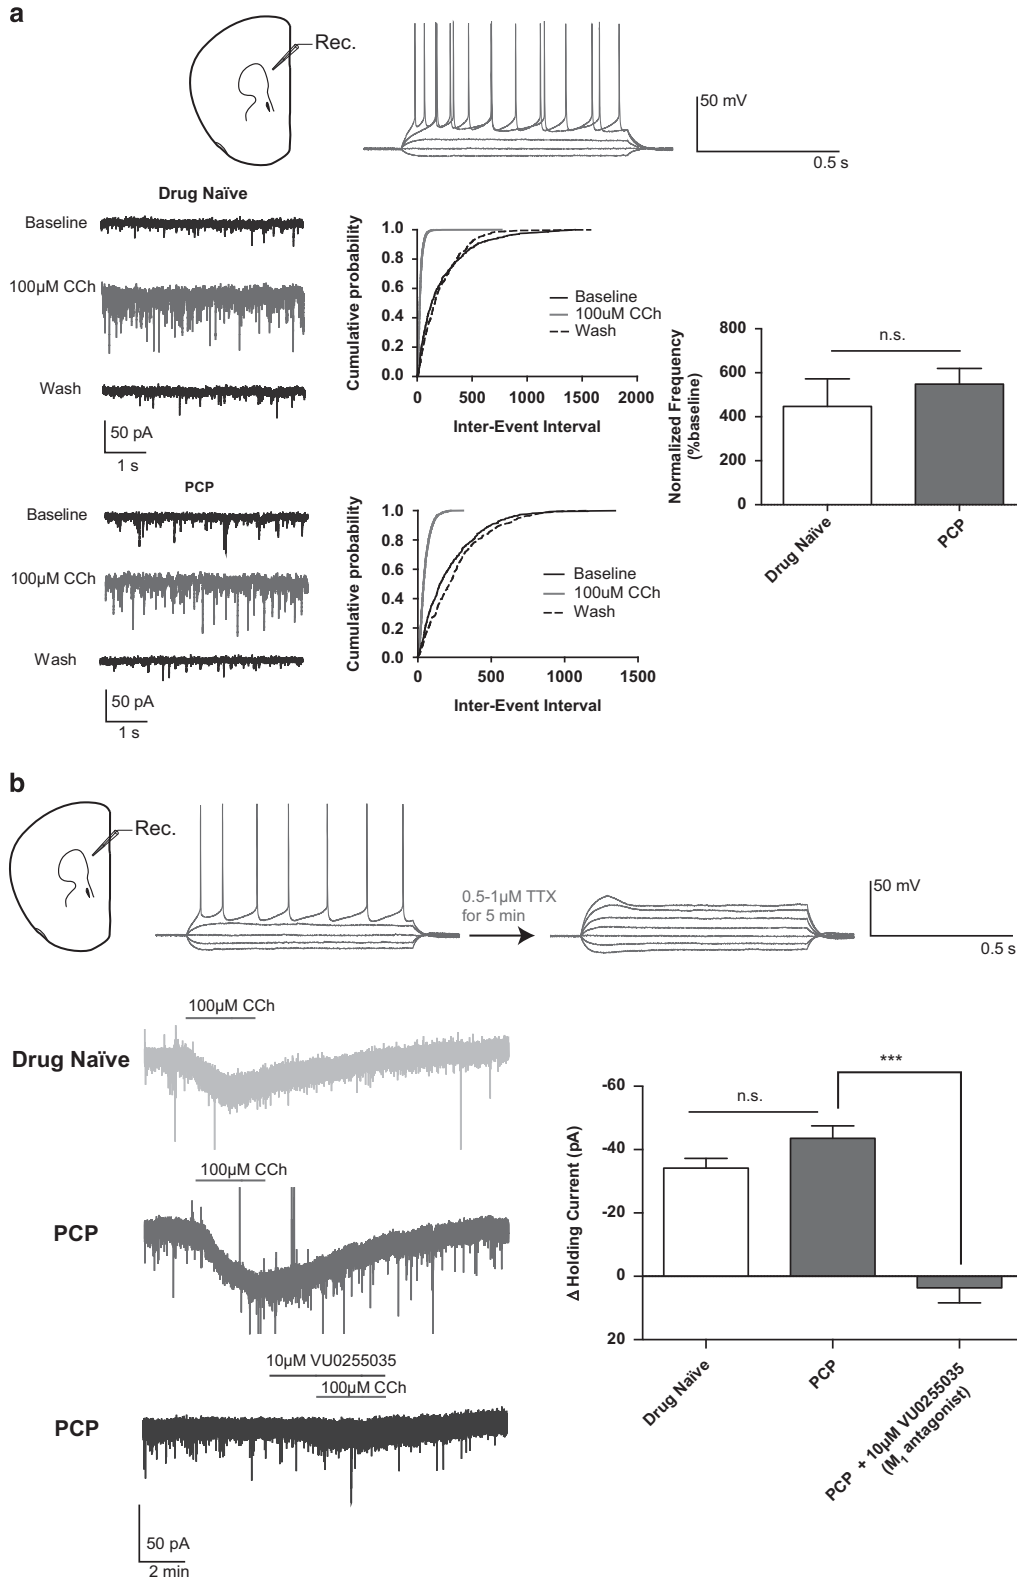 a
Rec.
50 mV
0.5 s
Drug Naïve
Baseline
100µM CCh
Wash
50 pA
1 s
Cumulative probability
1.0
0.8
0.6
0.4
0.2
0.0
0 500 1000 1500 2000
Inter-Event Interval
Baseline
100uM CCh
Wash
PCP
Baseline
100µM CCh
Wash
50 pA
1 s
Cumulative probability
1.0
0.8
0.6
0.4
0.2
0.0
0 500 1000 1500
Inter-Event Interval
Baseline
100uM CCh
Wash
Normalized Frequency
(%baseline)
800
600
400
200
0
n.s.
Drug Naïve
PCP
b
Rec.
0.5-1µM TTX
for 5 min
50 mV
0.5 s
Drug Naïve
100µM CCh
PCP
100µM CCh
PCP
10µM VU0255035
100µM CCh
50 pA
2 min
Δ Holding Current (pA)
-60
-40
-20
0
20
n.s.
***
Drug Naïve
PCP
PCP + 10µM VU0255035
(M1 antagonist)